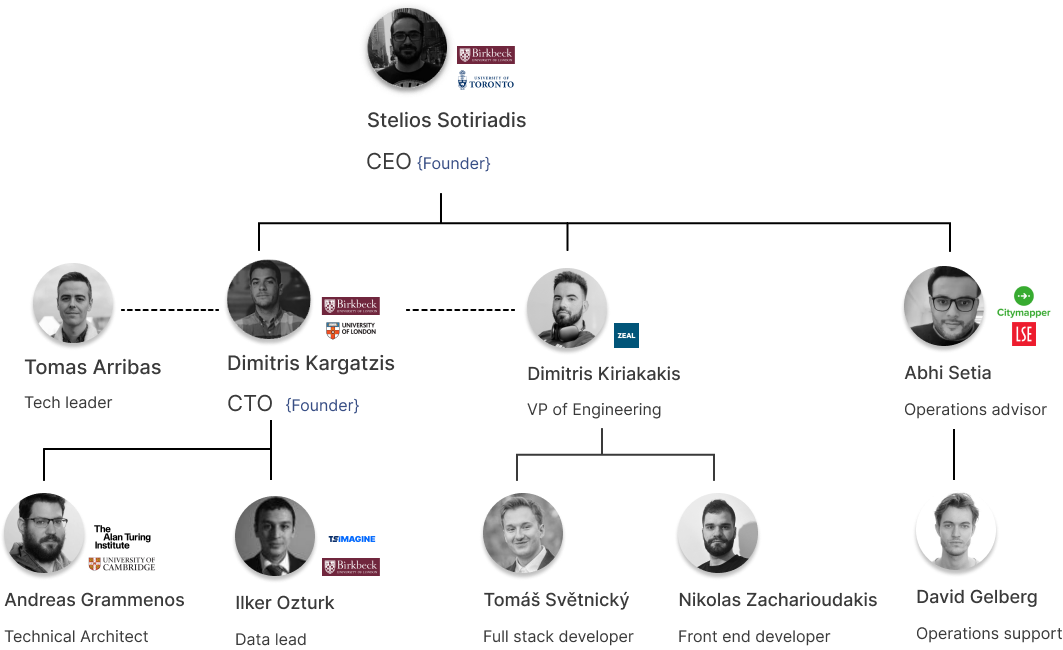 Birkbeck
UNIVERSITY OF LONDON
UNIVERSITY OF
TORONTO
Stelios Sotiriadis
CEO {Founder}
Tomas Arribas
Tech leader
Birkbeck
UNIVERSITY OF LONDON
UNIVERSITY
OF LONDON
Dimitris Kargatzis
CTO {Founder}
ZEAL
Dimitris Kiriakakis
VP of Engineering
Citymapper
LSE
Abhi Setia
Operations advisor
The
Alan Turing
Institute
UNIVERSITY OF
CAMBRIDGE
Andreas Grammenos
Technical Architect
TSIMAGINE
Birkbeck
UNIVERSITY OF LONDON
Ilker Ozturk
Data lead
Tomáš Světnický
Full stack developer
Nikolas Zacharioudakis
Front end developer
David Gelberg
Operations support